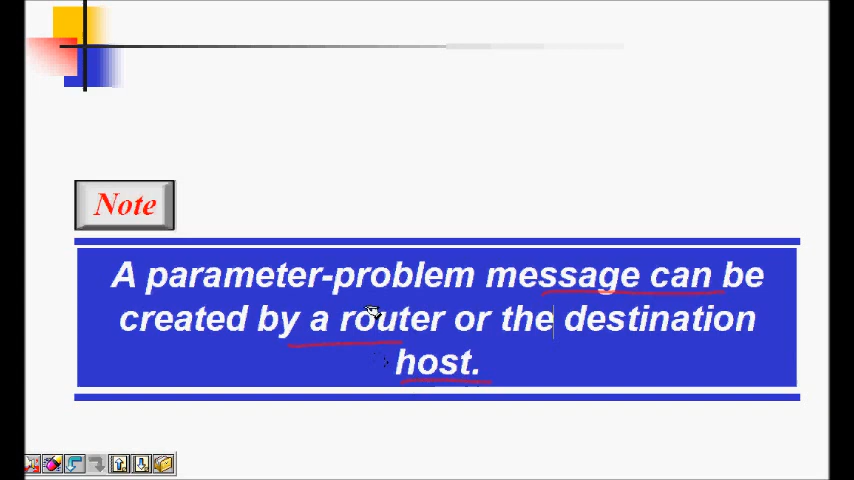 Note
A parameter-problem message can be
created by a router or the destination
host.